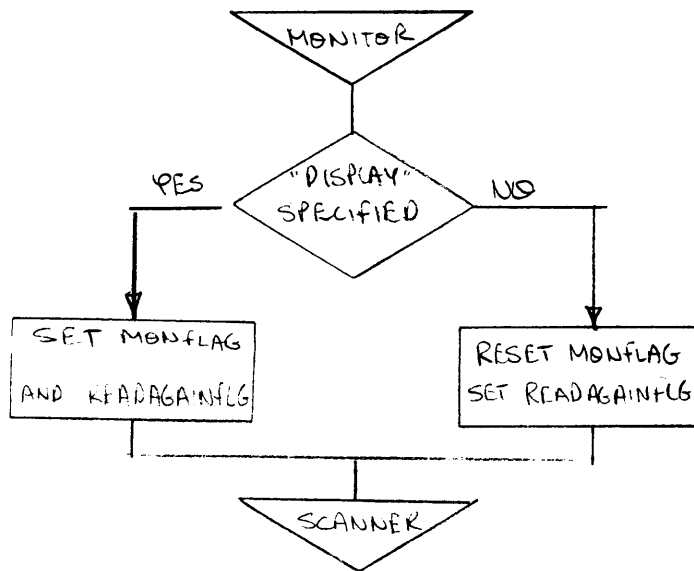 MONITOR
"DISPLAY"
SPECIFIED
YES
NO
SET MONFLAG
AND READAGAINFLG
RESET MONFLAG
SET READAGAINFLG
SCANNER